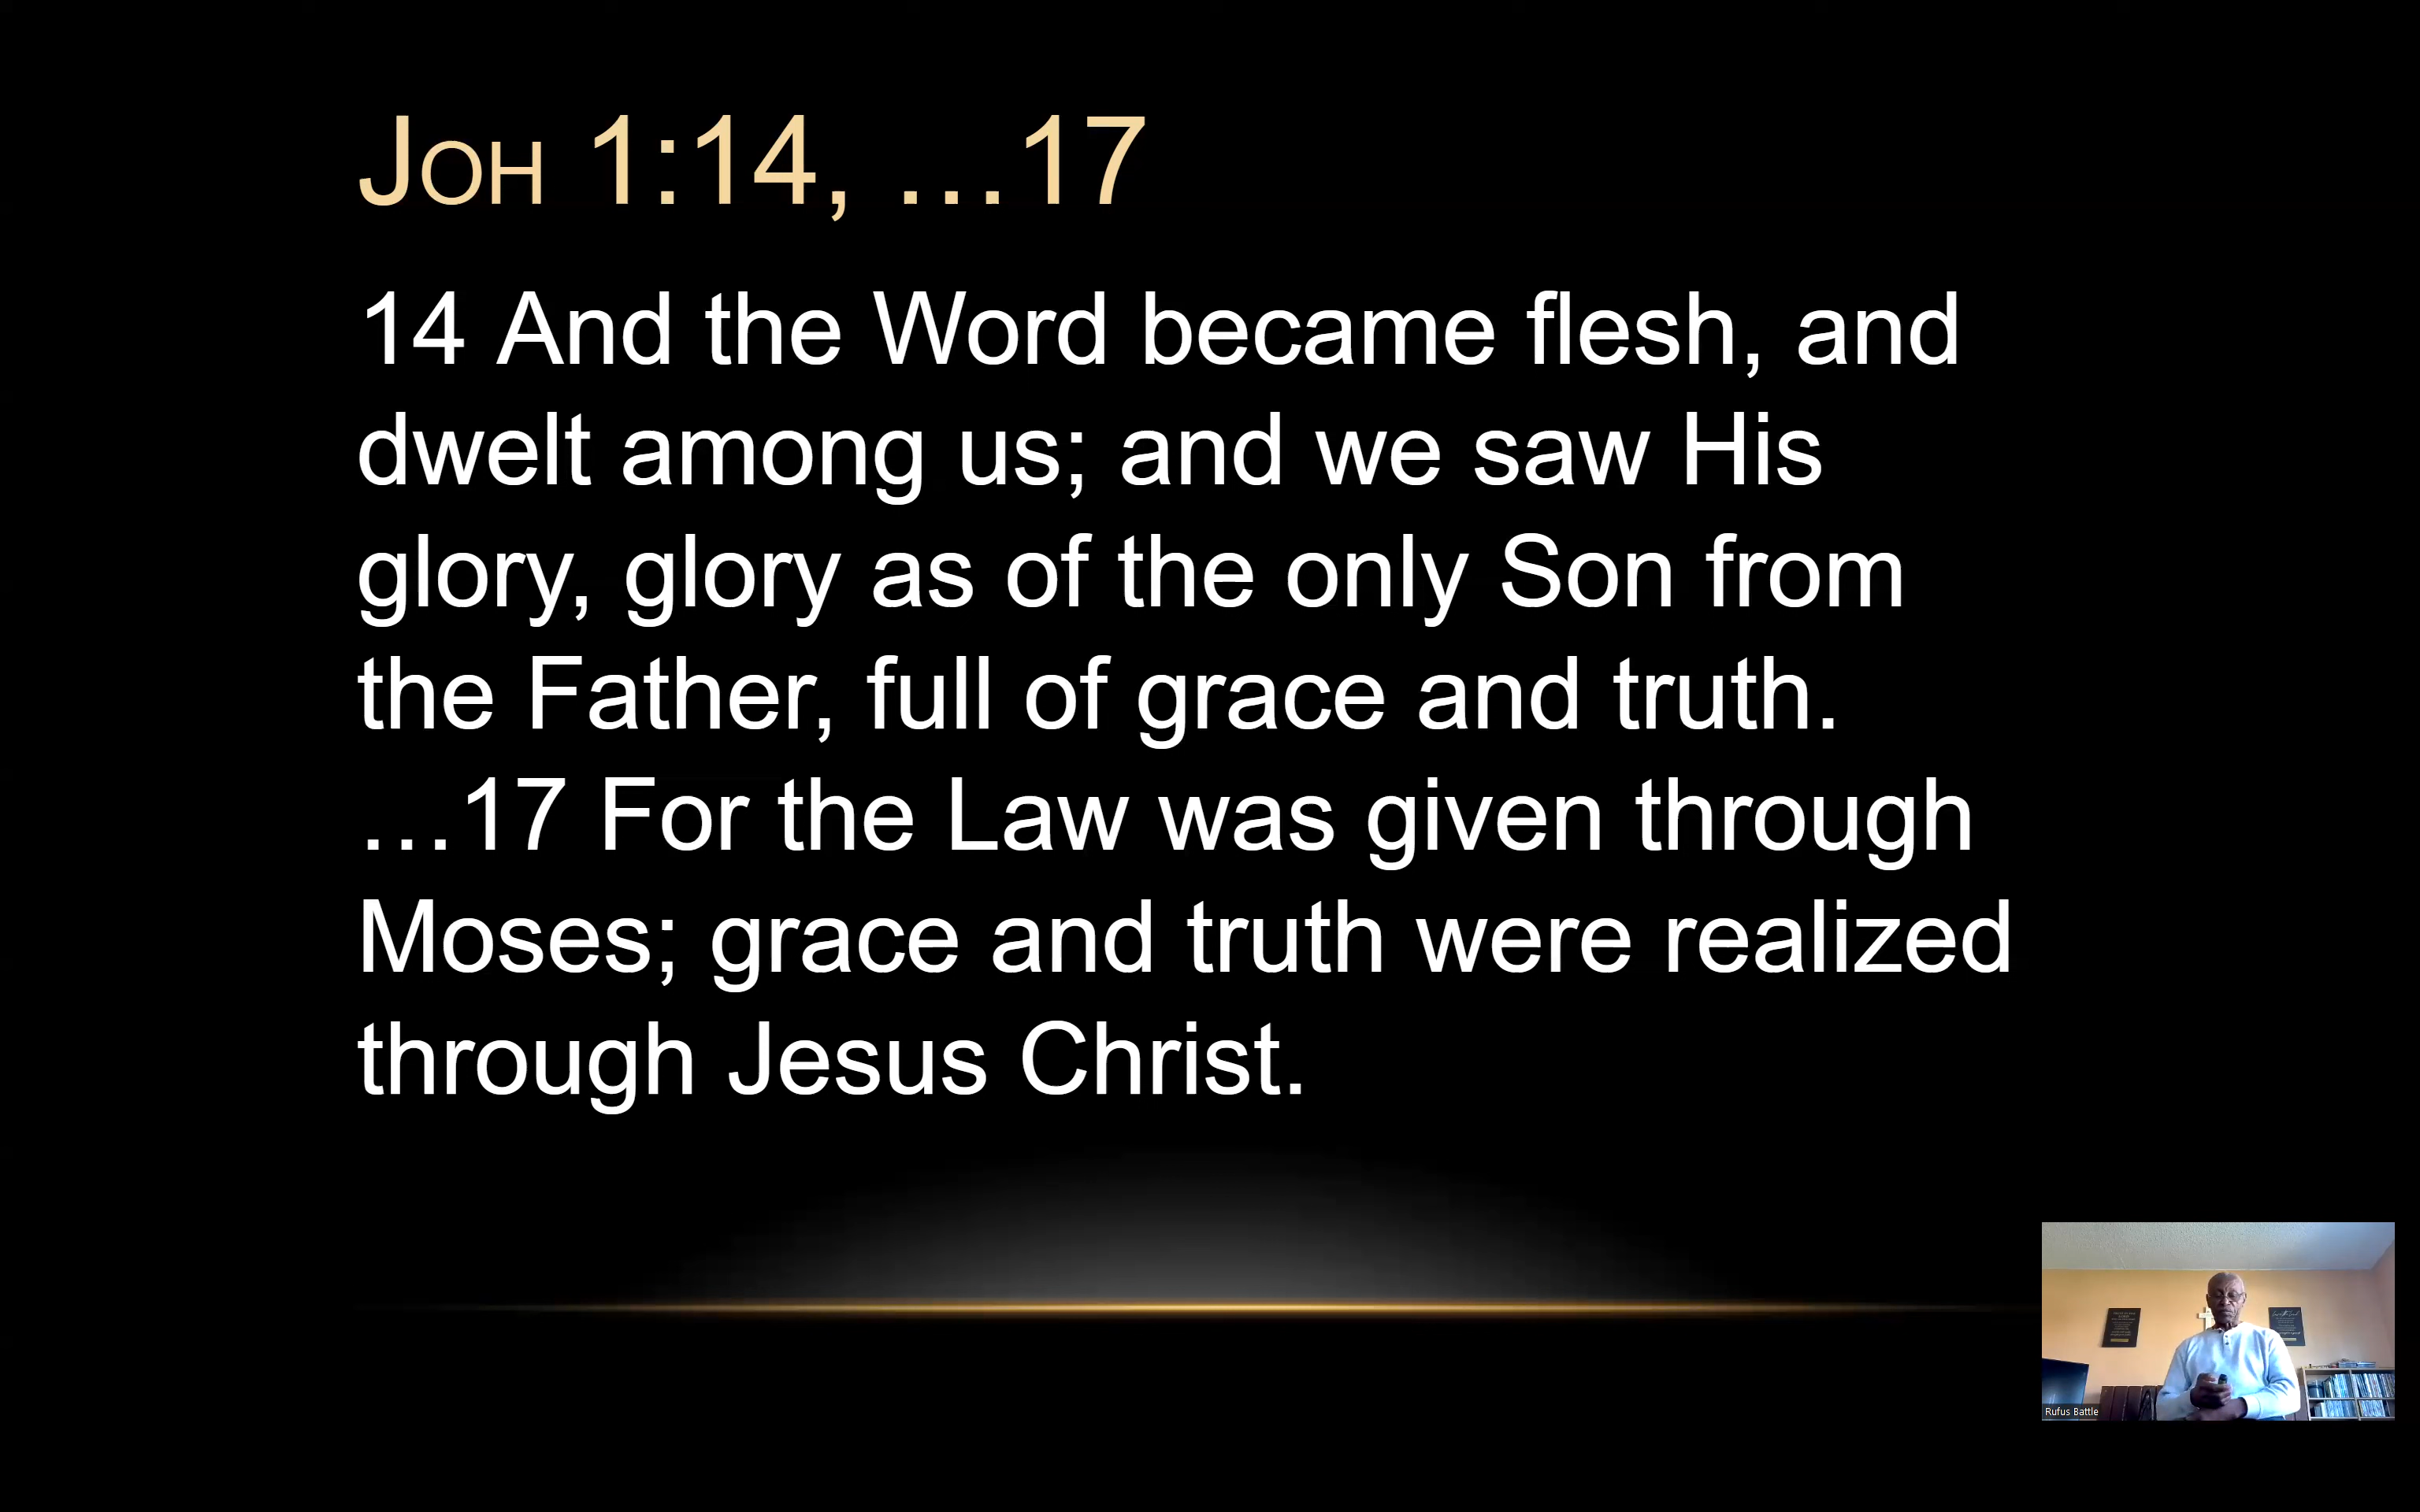 Joh 1:14, …17
14 And the Word became flesh, and
dwelt among us; and we saw His
glory, glory as of the only Son from
the Father, full of grace and truth.
…17 For the Law was given through
Moses; grace and truth were realized
through Jesus Christ.
Rufus Battle